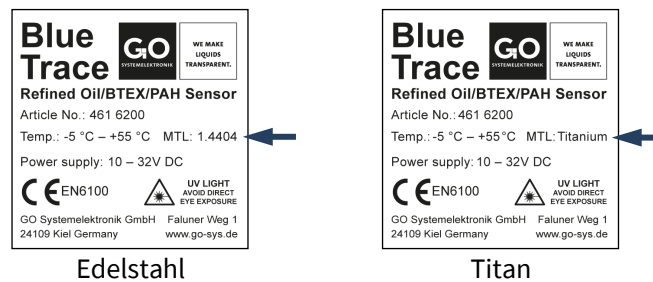 Blue
Trace
GO
SYSTEMELEKTRONIK
WE MAKE
LIQUIDS
TRANSPARENT.
Refined Oil/BTEX/PAH Sensor
Article No.: 461 6200
Temp.: -5 °C – +55 °C MTL: 1.4404
Power supply: 10 – 32V DC
CE EN6100
UV LIGHT
AVOID DIRECT
EYE EXPOSURE
GO Systemelektronik GmbH Faluner Weg 1
24109 Kiel Germany www.go-sys.de
Edelstahl
Blue
Trace
GO
SYSTEMELEKTRONIK
WE MAKE
LIQUIDS
TRANSPARENT.
Refined Oil/BTEX/PAH Sensor
Article No.: 461 6200
Temp.: -5 °C – +55°C MTL: Titanium
Power supply: 10 – 32V DC
CE EN6100
UV LIGHT
AVOID DIRECT
EYE EXPOSURE
GO Systemelektronik GmbH Faluner Weg 1
24109 Kiel Germany www.go-sys.de
Titan